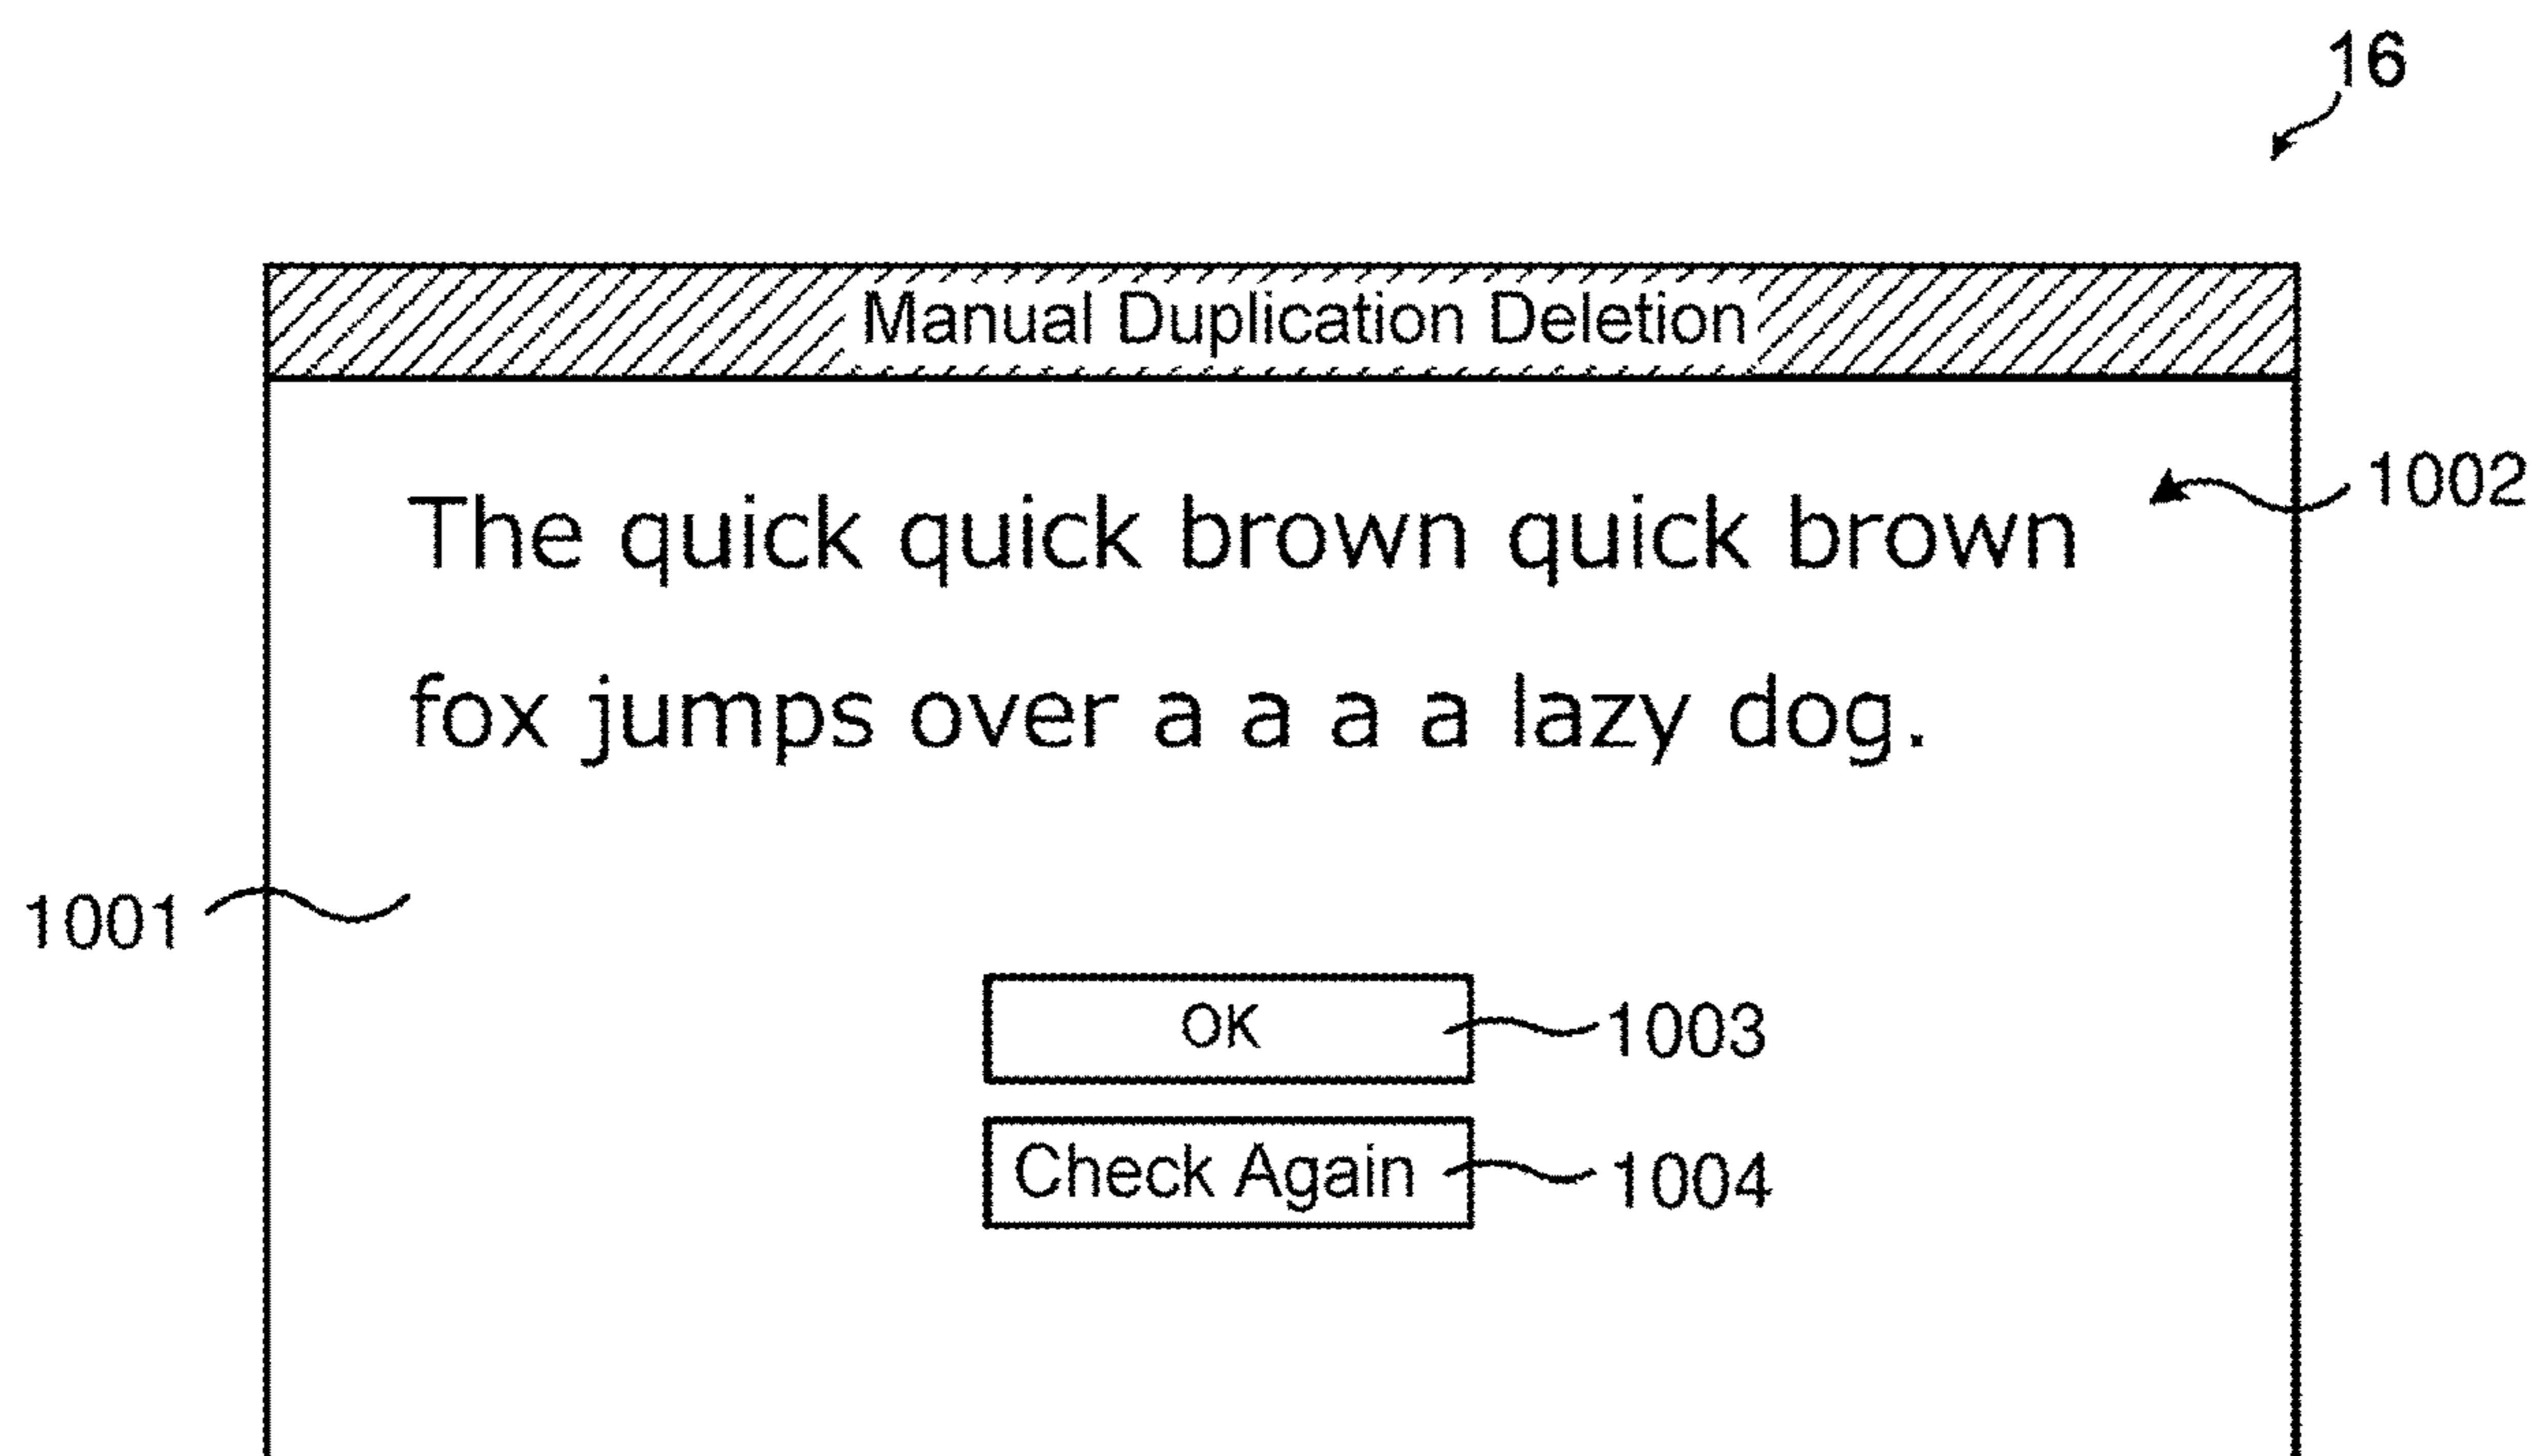 16
Manual Duplication Deletion
The quick quick brown quick brown
1002
fox jumps over a a a a lazy dog.
1001
OK
1003
Check Again
1004